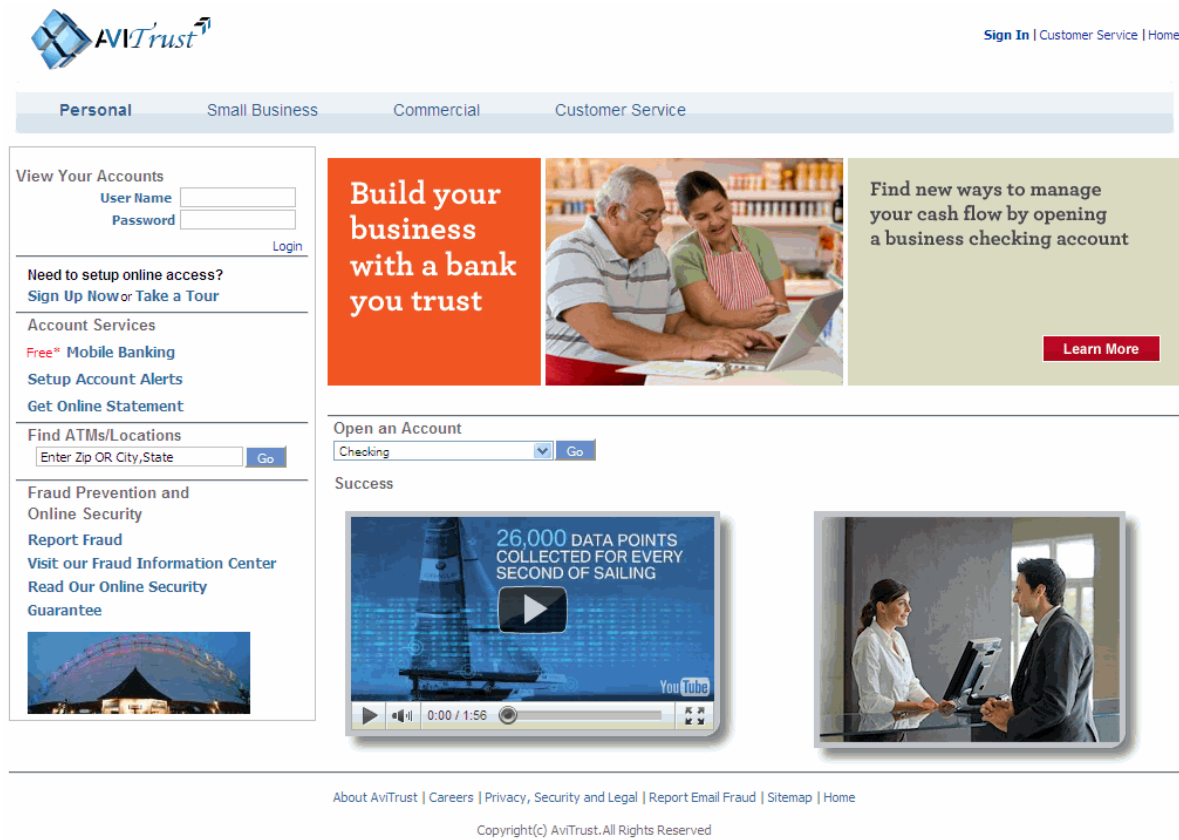 AVITrust
Sign In | Customer Service | Home
Personal Small Business Commercial Customer Service
View Your Accounts
User Name
Password
Login
Need to setup online access?
Sign Up Now or Take a Tour
Account Services
Free* Mobile Banking
Setup Account Alerts
Get Online Statement
Find ATMs/Locations
Enter Zip OR City,State Go
Fraud Prevention and
Online Security
Report Fraud
Visit our Fraud Information Center
Read Our Online Security
Guarantee
Build your
business
with a bank
you trust
Find new ways to manage
your cash flow by opening
a business checking account
Learn More
Open an Account
Checking Go
Success
26,000 DATA POINTS
COLLECTED FOR EVERY
SECOND OF SAILING
YouTube
0:00 / 1:56
About AviTrust | Careers | Privacy, Security and Legal | Report Email Fraud | Sitemap | Home
Copyright(c) AviTrust.All Rights Reserved